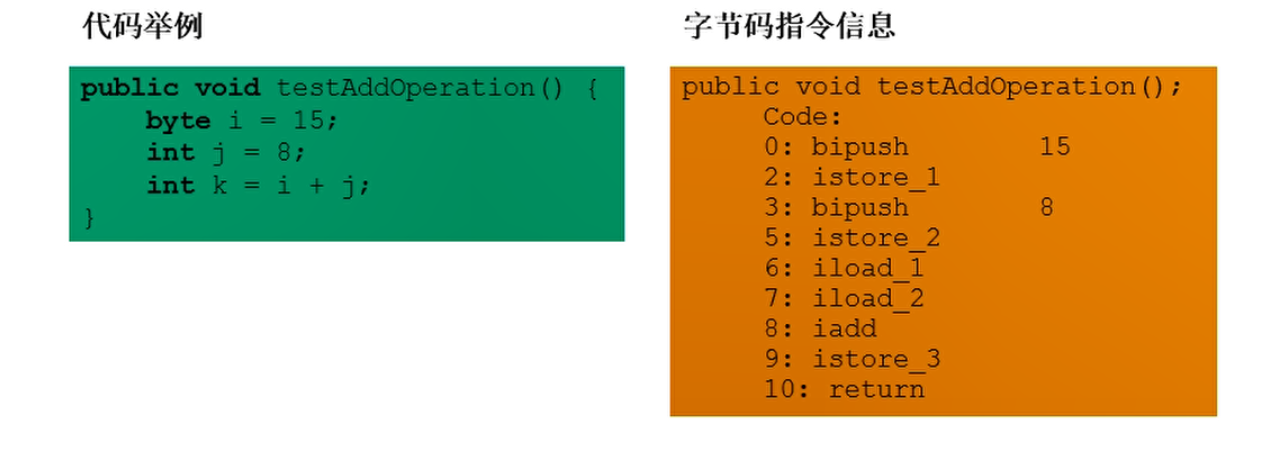 代码举例
public void testAddOperation() {
    byte i = 15;
    int j = 8;
    int k = i + j;
}
字节码指令信息
public void testAddOperation();
     Code:
     0: bipush        15
     2: istore_1
     3: bipush        8
     5: istore_2
     6: iload_1
     7: iload_2
     8: iadd
     9: istore_3
     10: return